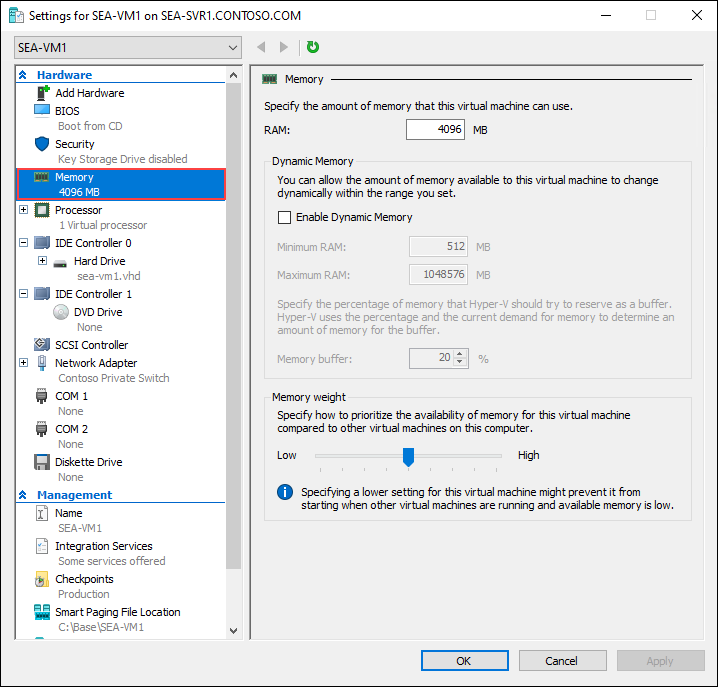 Settings for SEA-VM1 on SEA-SVR1.CONTOSO.COM
SEA-VM1
Hardware
Add Hardware
BIOS
Boot from CD
Security
Key Storage Drive disabled
Memory
4096 MB
Processor
1 Virtual processor
IDE Controller 0
Hard Drive
sea-vm1.vhd
IDE Controller 1
DVD Drive
None
SCSI Controller
Network Adapter
Contoso Private Switch
COM 1
None
COM 2
None
Diskette Drive
None
Management
Name
SEA-VM1
Integration Services
Some services offered
Checkpoints
Production
Smart Paging File Location
C:\Base\SEA-VM1
Memory
Specify the amount of memory that this virtual machine can use.
RAM: 4096 MB
Dynamic Memory
You can allow the amount of memory available to this virtual machine to change
dynamically within the range you set.
Enable Dynamic Memory
Minimum RAM: 512 MB
Maximum RAM: 1048576 MB
Specify the percentage of memory that Hyper-V should try to reserve as a buffer.
Hyper-V uses the percentage and the current demand for memory to determine an
amount of memory for the buffer.
Memory buffer: 20 %
Memory weight
Specify how to prioritize the availability of memory for this virtual machine
compared to other virtual machines on this computer.
Low High
Specifying a lower setting for this virtual machine might prevent it from
starting when other virtual machines are running and available memory is low.
OK Cancel Apply